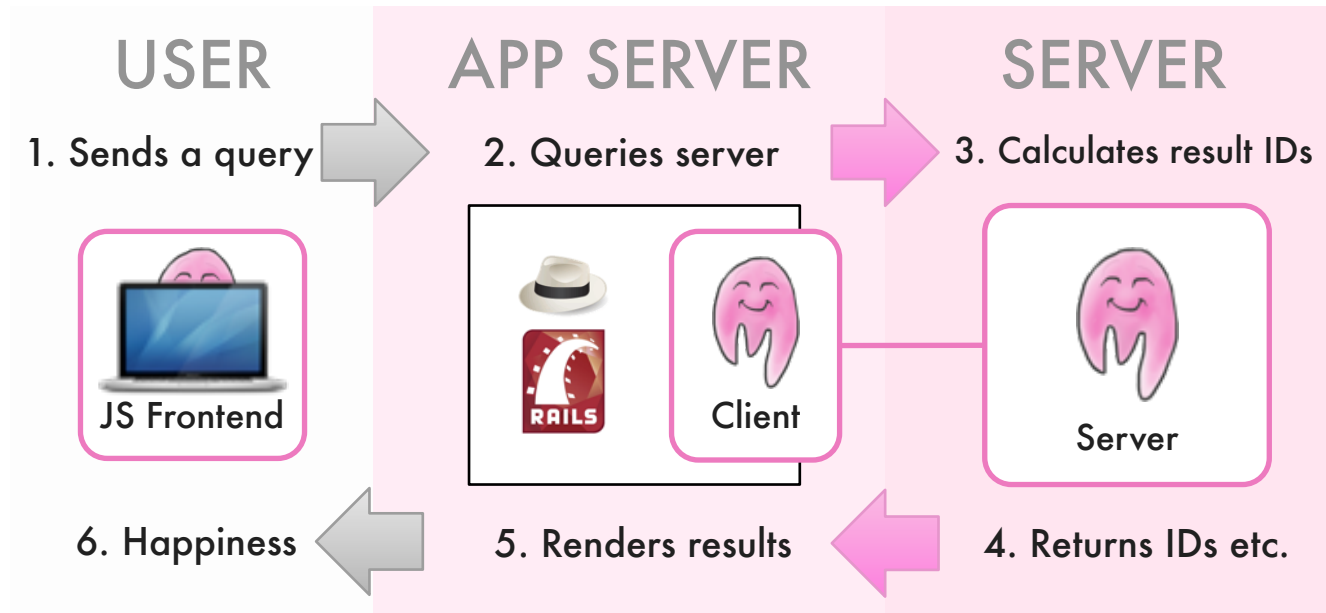 USER
APP SERVER
SERVER
1. Sends a query
2. Queries server
3. Calculates result IDs
RAILS
JS Frontend
Client
Server
6. Happiness
5. Renders results
4. Returns IDs etc.